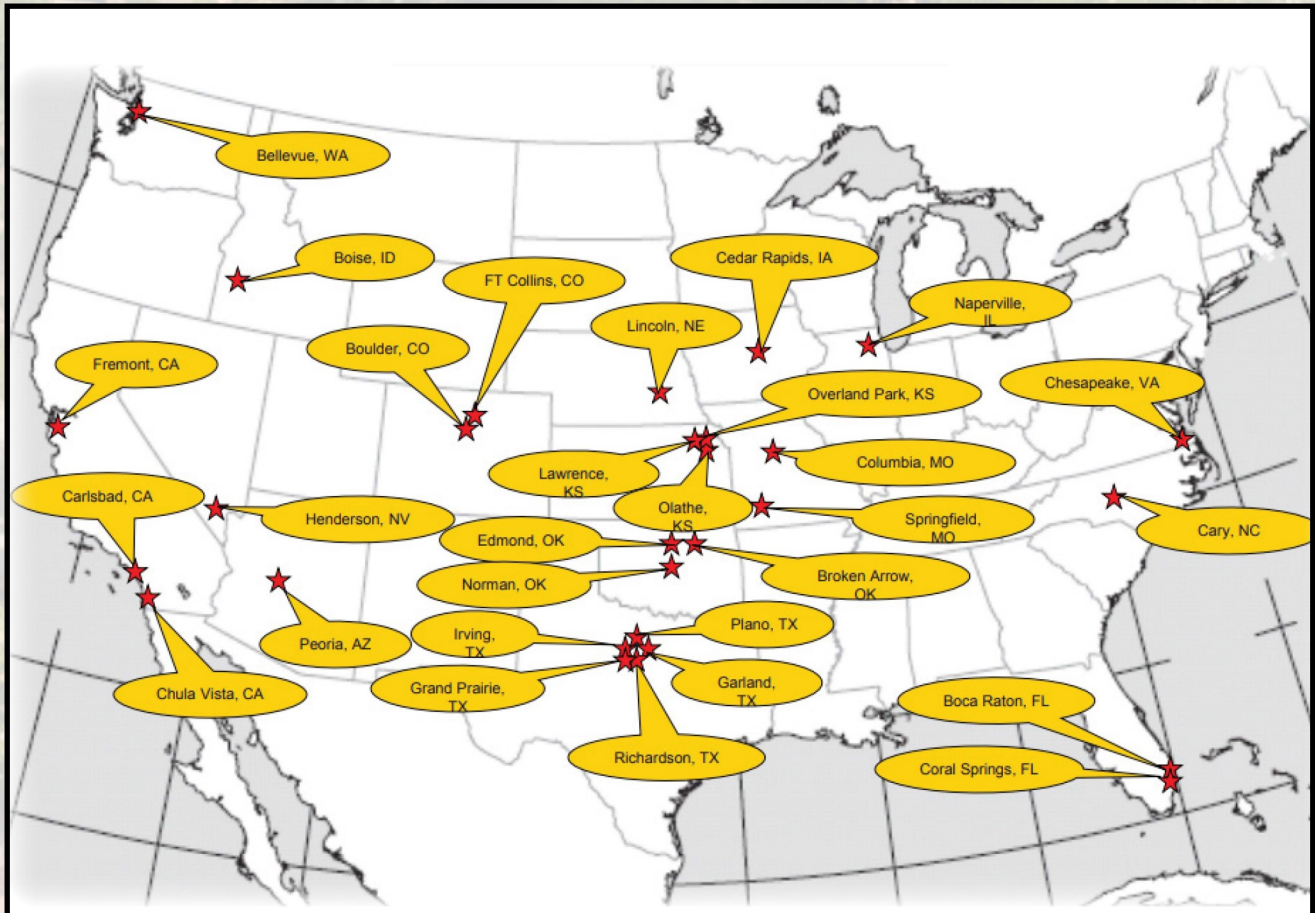 Bellevue, WA
Boise, ID
Cedar Rapids, IA
FT Collins, CO
Naperville,
IL
Lincoln, NE
Boulder, CO
Fremont, CA
Chesapeake, VA
Overland Park, KS
Lawrence,
KS
Columbia, MO
Carlsbad, CA
Olathe,
KS
Henderson, NV
Springfield,
MO
Cary, NC
Edmond, OK
Broken Arrow,
OK
Norman, OK
Plano, TX
Irving,
TX
Peoria, AZ
Garland,
TX
Grand Prairie,
TX
Chula Vista, CA
Boca Raton, FL
Richardson, TX
Coral Springs, FL